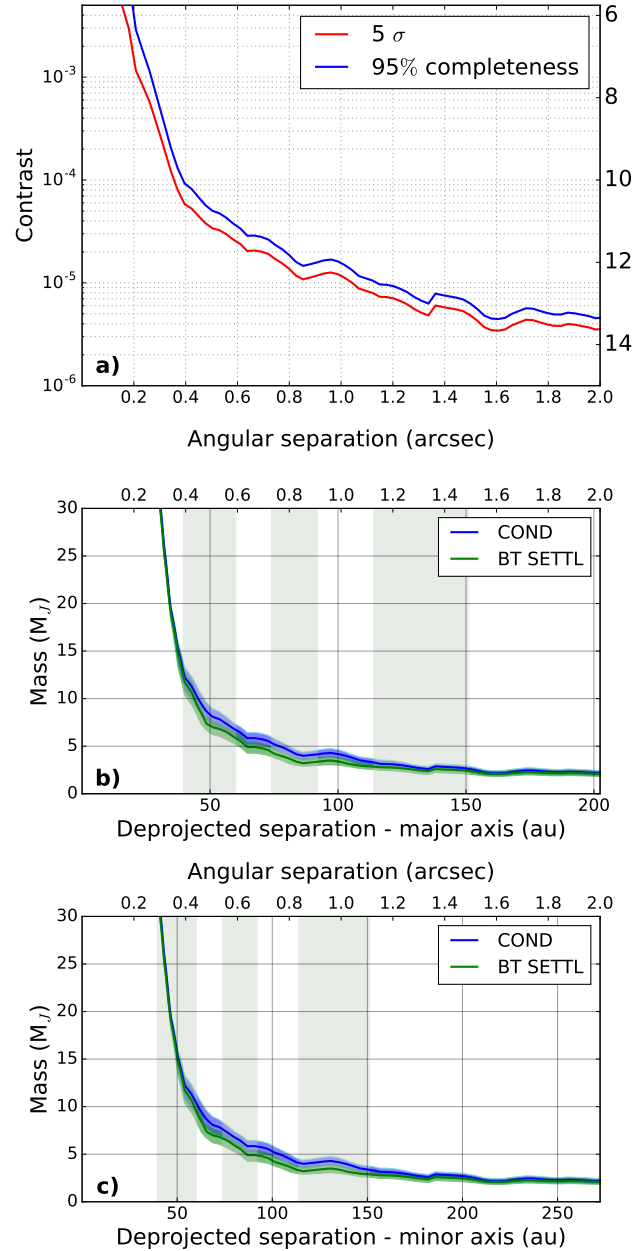 6
5 σ
95% completeness
10⁻³
8
10⁻⁴
10
Contrast
12
10⁻⁵
14
a)
10⁻⁶
0.2 0.4 0.6 0.8 1.0 1.2 1.4 1.6 1.8 2.0
Angular separation (arcsec)
0.2 0.4 0.6 0.8 1.0 1.2 1.4 1.6 1.8 2.0
30
COND
BT SETTL
25
20
15
Mass (M_J)
10
5
b)
0
50 100 150 200
Deprojected separation - major axis (au)
Angular separation (arcsec)
0.2 0.4 0.6 0.8 1.0 1.2 1.4 1.6 1.8 2.0
30
COND
BT SETTL
25
20
15
Mass (M_J)
10
5
c)
0
50 100 150 200 250
Deprojected separation - minor axis (au)